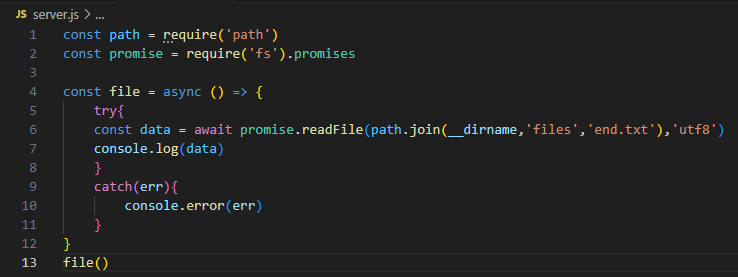 JS server.js > ...
1 const path = require('path')
2 const promise = require('fs').promises
3
4 const file = async () => {
5 try{
6 const data = await promise.readFile(path.join(__dirname,'files','end.txt'),'utf8')
7 console.log(data)
8 }
9 catch(err){
10 console.error(err)
11 }
12 }
13 file()